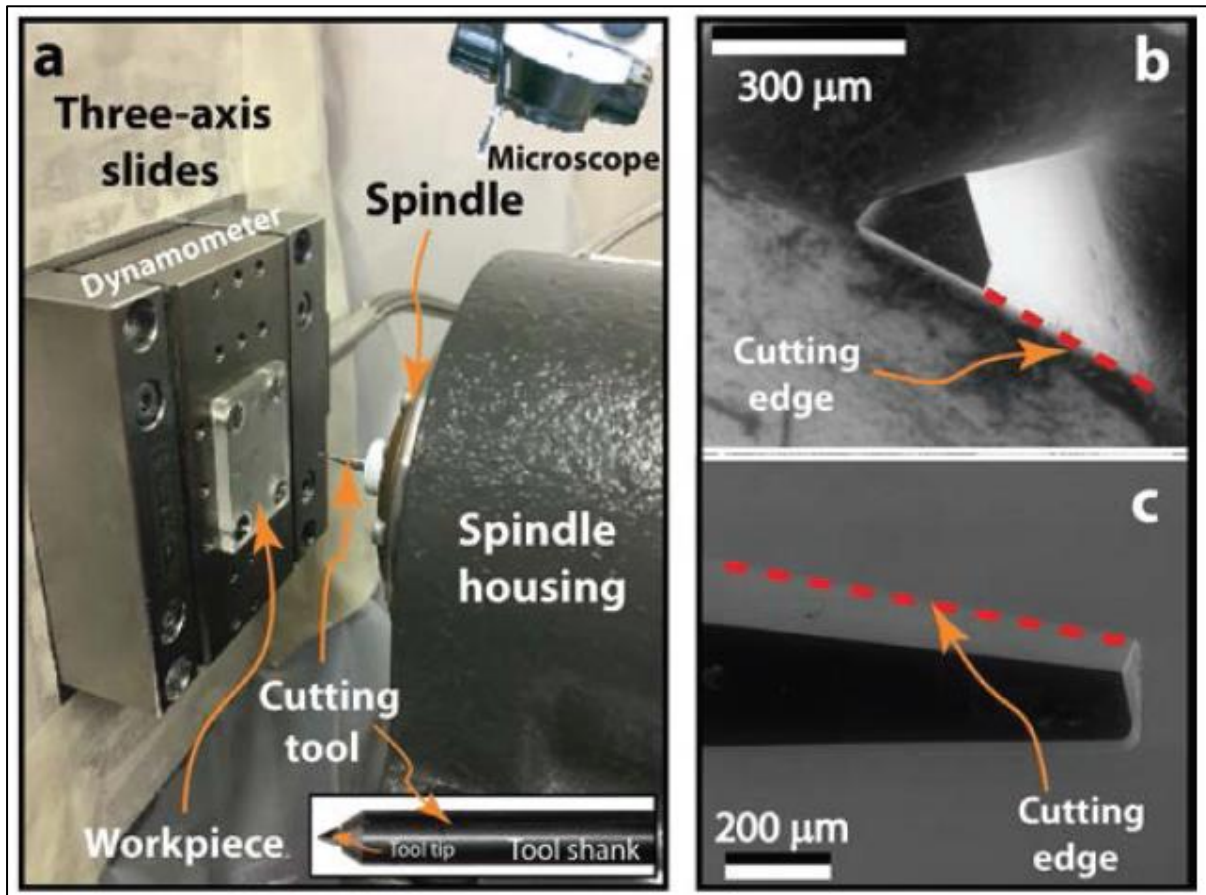 a
Three-axis
slides
Microscope
Spindle
Dynamometer
Spindle
housing
Cutting
tool
Workpiece
Tool tip
Tool shank
300 µm
b
Cutting
edge
c
200 µm
Cutting
edge